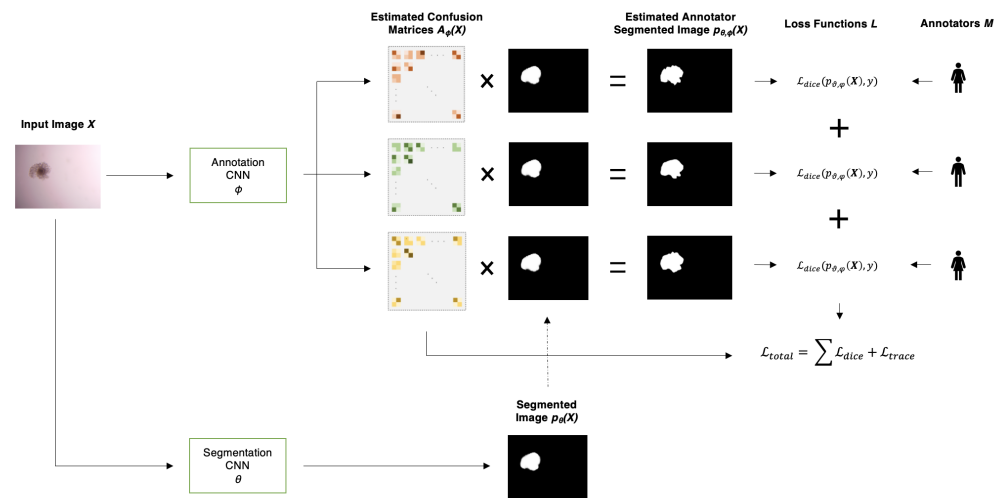 Estimated Confusion
Matrices A𝜙(X)
Estimated Annotator
Segmented Image p𝜃,𝜙(X)
Loss Functions L
Annotators M
Input Image X
Annotation
CNN
𝜙
×
=
ℒ𝑑𝑖𝑐𝑒(𝑝𝜗,𝜑(𝑿), 𝑦)
+
×
=
ℒ𝑑𝑖𝑐𝑒(𝑝𝜗,𝜑(𝑿), 𝑦)
+
×
=
ℒ𝑑𝑖𝑐𝑒(𝑝𝜗,𝜑(𝑿), 𝑦)
ℒ𝑡𝑜𝑡𝑎𝑙 = ∑ ℒ𝑑𝑖𝑐𝑒 + ℒ𝑡𝑟𝑎𝑐𝑒
Segmented
Image p𝜃(X)
Segmentation
CNN
𝜃